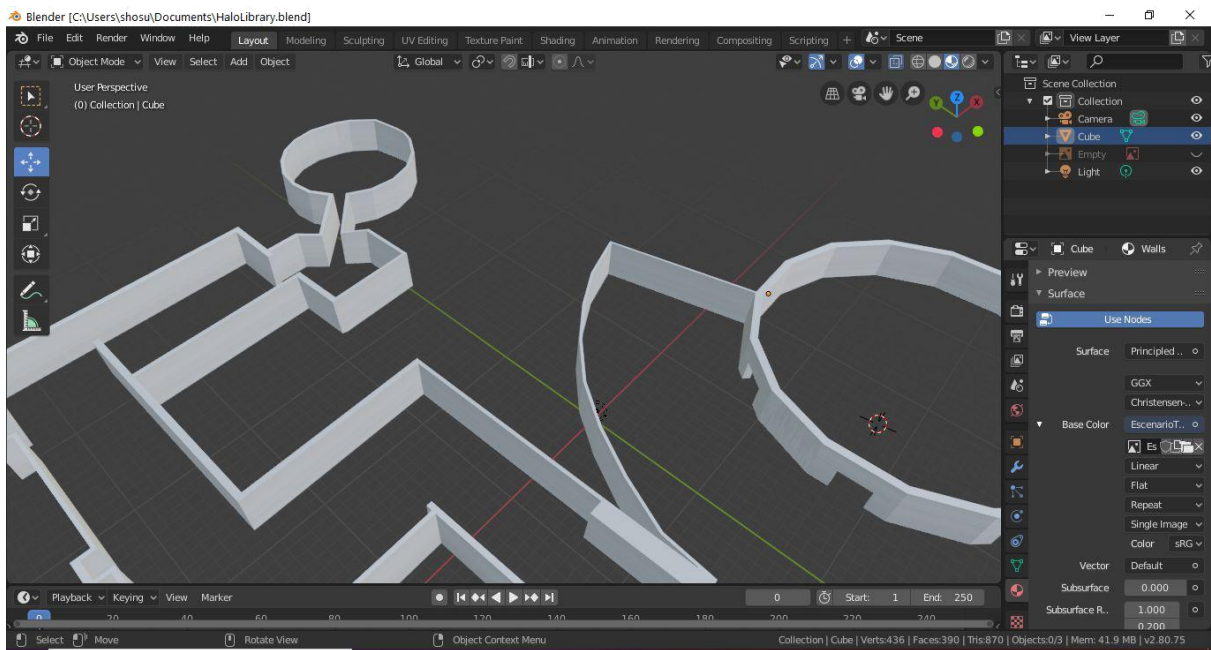 Blender [C:\Users\shosu\Documents\HaloLibrary.blend]
File Edit Render Window Help Layout Modeling Sculpting UV Editing Texture Paint Shading Animation Rendering Compositing Scripting + Scene View Layer
Object Mode View Select Add Object Global
User Perspective
(0) Collection | Cube
Z
Y
X
Scene Collection
Collection
Camera
Cube
Empty
Light
Cube Walls
Preview
Surface
Use Nodes
Surface Principled ..
GGX
Christensen-..
Base Color EscenarioT..
Es
Linear
Flat
Repeat
Single Image
Color sRG
Vector Default
Subsurface 0.000
Subsurface R.. 1.000
0.200
Playback Keying View Marker 0 Start: 1 End: 250
0 20 40 60 80 100 120 140 160 180 200 220 240
Select Move Rotate View Object Context Menu Collection | Cube | Verts:436 | Faces:390 | Tris:870 | Objects:0/3 | Mem: 41.9 MB | v2.80.75